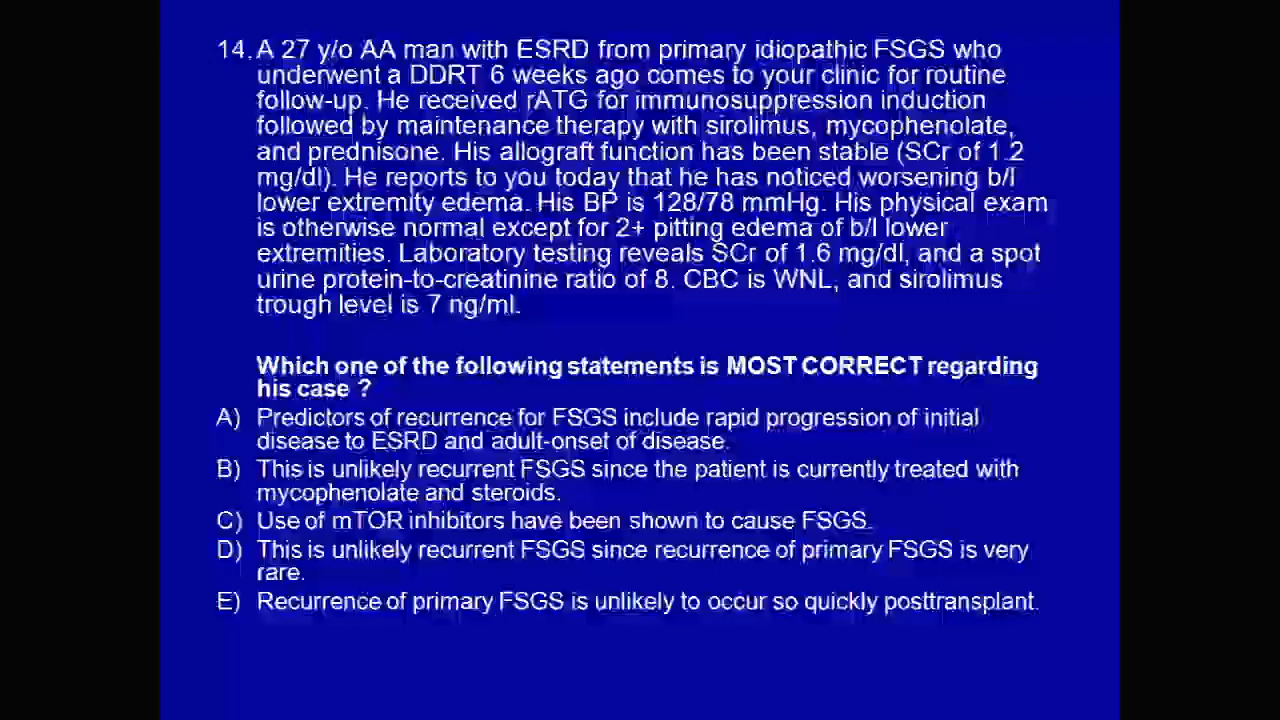 14. A 27 y/o AA man with ESRD from primary idiopathic FSGS who
underwent a DDRT 6 weeks ago comes to your clinic for routine
follow-up. He received rATG for immunosuppression induction
followed by maintenance therapy with sirolimus, mycophenolate,
and prednisone. His allograft function has been stable (SCr of 1.2
mg/dl). He reports to you today that he has noticed worsening b/l
lower extremity edema. His BP is 128/78 mmHg. His physical exam
is otherwise normal except for 2+ pitting edema of b/l lower
extremities. Laboratory testing reveals SCr of 1.6 mg/dl, and a spot
urine protein-to-creatinine ratio of 8. CBC is WNL, and sirolimus
trough level is 7 ng/ml.
Which one of the following statements is MOST CORRECT regarding
his case ?
A) Predictors of recurrence for FSGS include rapid progression of initial
disease to ESRD and adult-onset of disease.
B) This is unlikely recurrent FSGS since the patient is currently treated with
mycophenolate and steroids.
C) Use of mTOR inhibitors have been shown to cause FSGS.
D) This is unlikely recurrent FSGS since recurrence of primary FSGS is very
rare.
E) Recurrence of primary FSGS is unlikely to occur so quickly posttransplant.